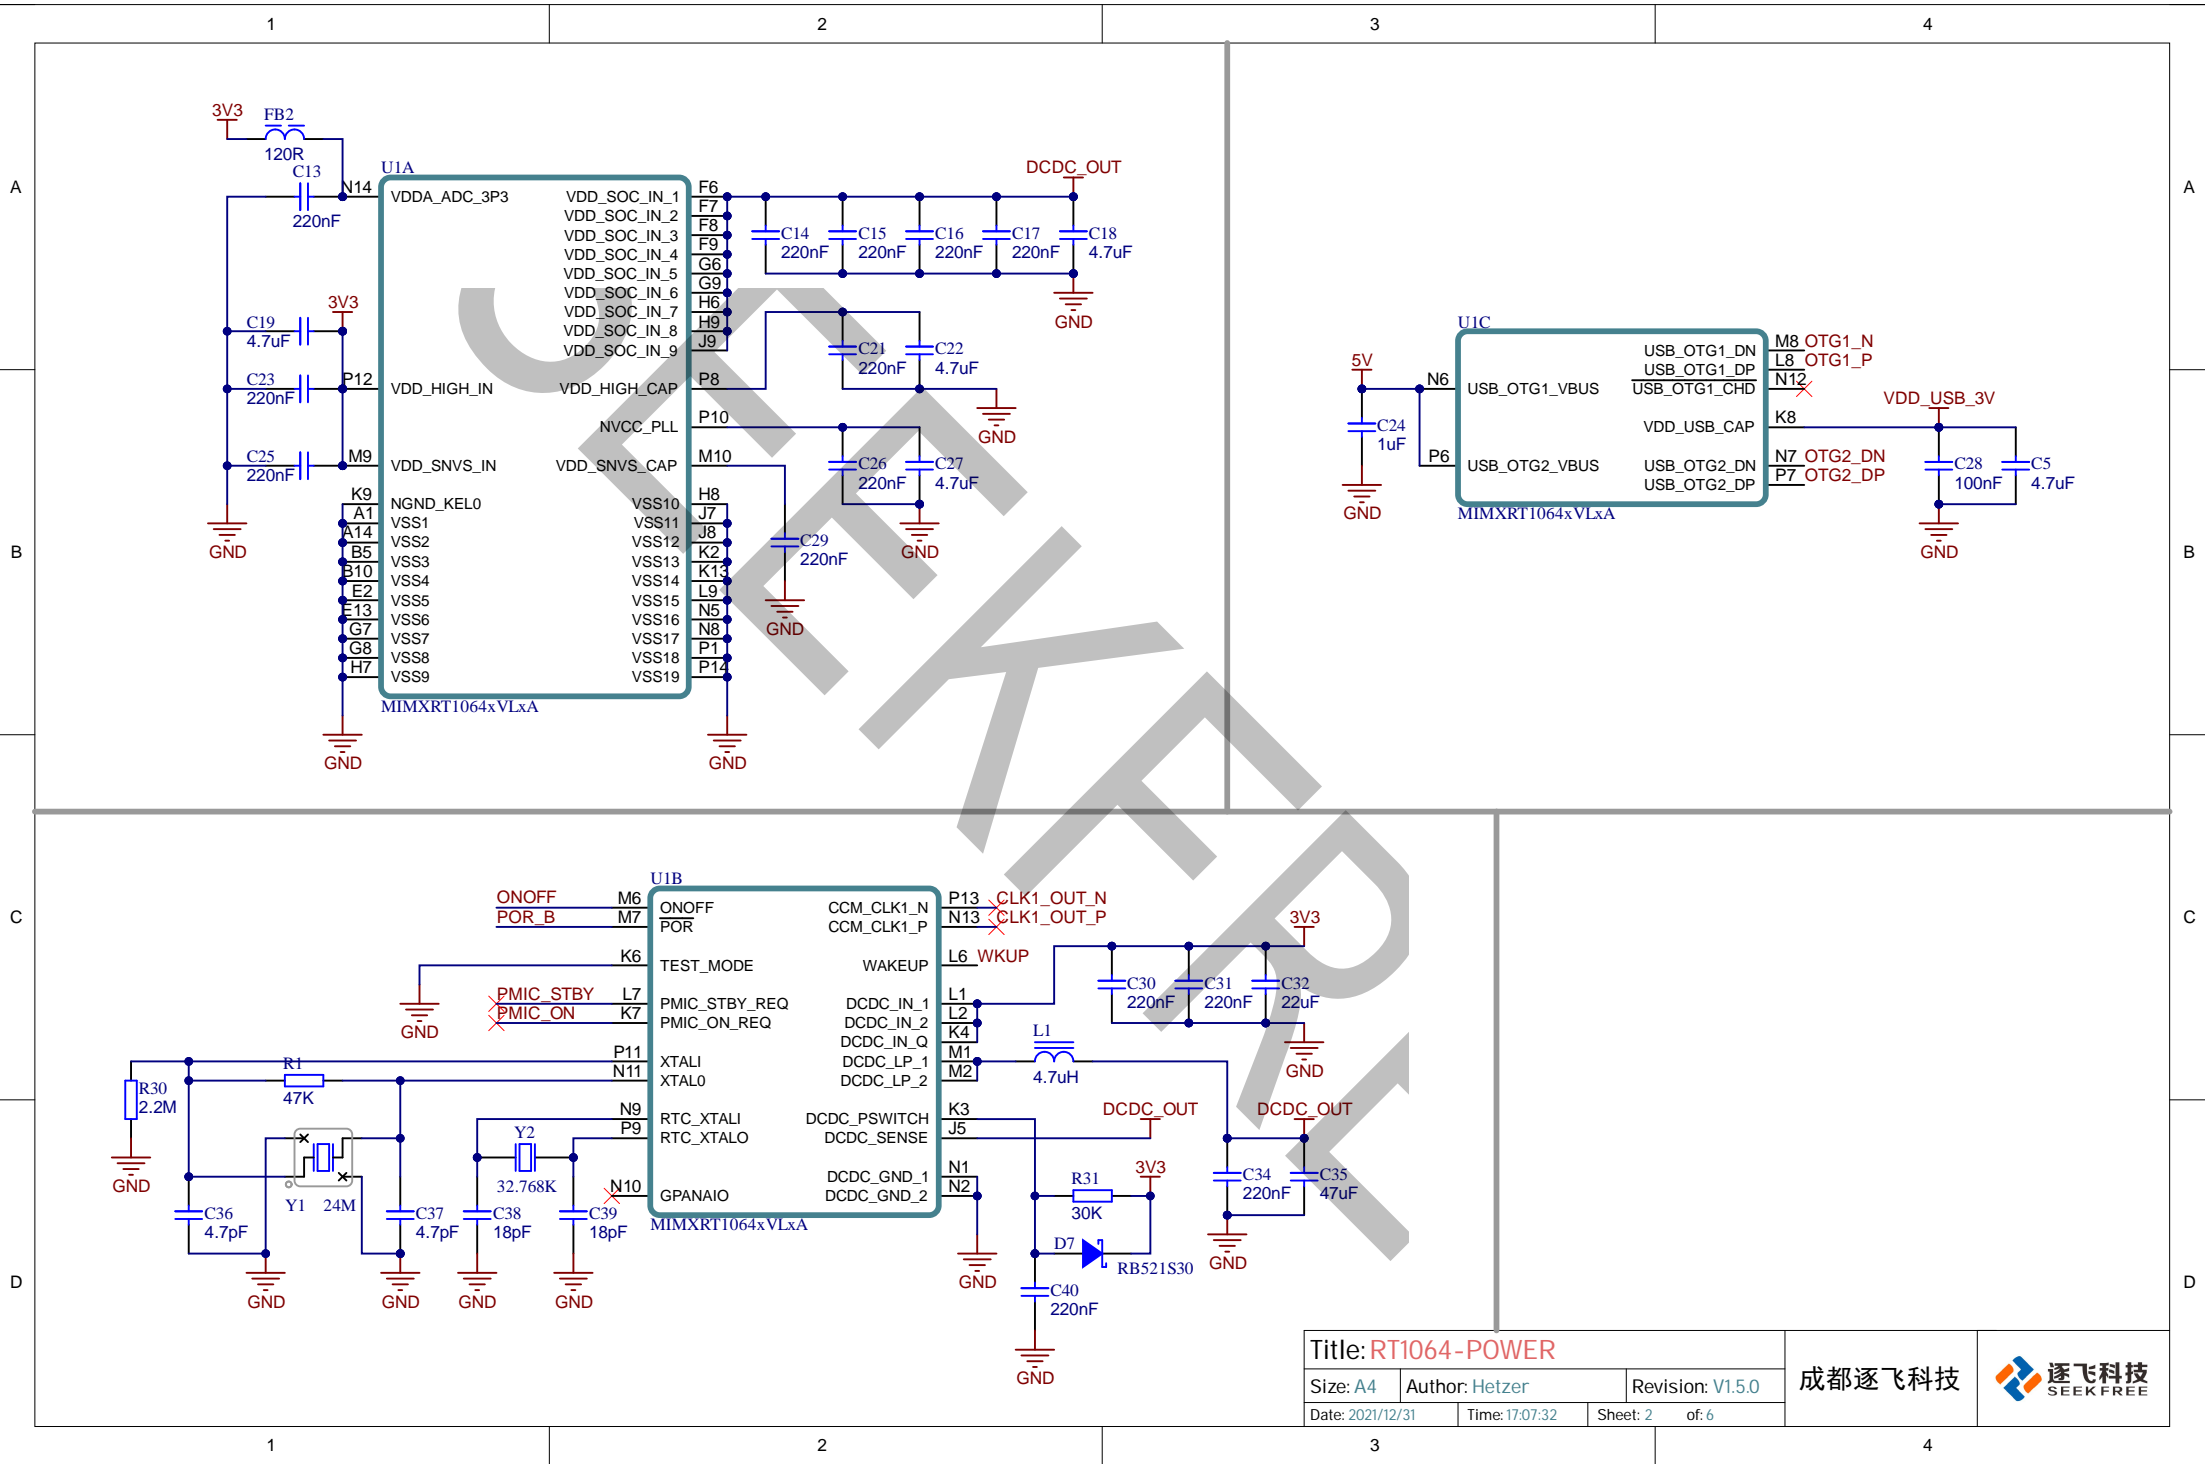 1 2 3 4
A A
B B
C C
D D
3V3
FB2
120R
C13
220nF
C19
4.7uF
3V3
C23
220nF
C25
220nF
GND
U1A
N14 VDDA_ADC_3P3
P12 VDD_HIGH_IN
M9 VDD_SNVS_IN
K9 NGND_KEL0
A1 VSS1
A14 VSS2
B5 VSS3
B10 VSS4
E2 VSS5
E13 VSS6
G7 VSS7
G8 VSS8
H7 VSS9
VDD_SOC_IN_1 F6
VDD_SOC_IN_2 F7
VDD_SOC_IN_3 F8
VDD_SOC_IN_4 F9
VDD_SOC_IN_5 G6
VDD_SOC_IN_6 G9
VDD_SOC_IN_7 H6
VDD_SOC_IN_8 H9
VDD_SOC_IN_9 J9
VDD_HIGH_CAP P8
NVCC_PLL P10
VDD_SNVS_CAP M10
VSS10 H8
VSS11 J7
VSS12 J8
VSS13 K2
VSS14 K13
VSS15 L9
VSS16 N5
VSS17 N8
VSS18 P1
VSS19 P14
MIMXRT1064xVLxA
GND
GND
DCDC_OUT
C14
220nF
C15
220nF
C16
220nF
C17
220nF
C18
4.7uF
GND
C21
220nF
C22
4.7uF
GND
C26
220nF
C27
4.7uF
GND
C29
220nF
GND
5V
C24
1uF
GND
U1C
N6 USB_OTG1_VBUS
P6 USB_OTG2_VBUS
USB_OTG1_DN M8 OTG1_N
USB_OTG1_DP L8 OTG1_P
USB_OTG1_CHD N12
VDD_USB_CAP K8
USB_OTG2_DN N7 OTG2_DN
USB_OTG2_DP P7 OTG2_DP
MIMXRT1064xVLxA
VDD_USB_3V
C28
100nF
C5
4.7uF
GND
U1B
ONOFF M6 ONOFF
POR_B M7 POR
K6 TEST_MODE
GND
PMIC_STBY L7 PMIC_STBY_REQ
PMIC_ON K7 PMIC_ON_REQ
P11 XTALI
N11 XTAL0
N9 RTC_XTALI
P9 RTC_XTALO
N10 GPANAIO
CCM_CLK1_N P13 CLK1_OUT_N
CCM_CLK1_P N13 CLK1_OUT_P
WAKEUP L6 WKUP
DCDC_IN_1 L1
DCDC_IN_2 L2
DCDC_IN_Q K4
DCDC_LP_1 M1
DCDC_LP_2 M2
DCDC_PSWITCH K3
DCDC_SENSE J5
DCDC_GND_1 N1
DCDC_GND_2 N2
MIMXRT1064xVLxA
R30
2.2M
GND
R1
47K
Y1 24M
C36
4.7pF
GND
C37
4.7pF
GND
Y2
32.768K
C38
18pF
GND
C39
18pF
GND
GND
3V3
C30
220nF
C31
220nF
C32
22uF
GND
L1
4.7uH
DCDC_OUT
DCDC_OUT
C34
220nF
C35
47uF
GND
3V3
R31
30K
D7
RB521S30
C40
220nF
GND
SEEKFREE
Title: RT1064-POWER
Size: A4 Author: Hetzer Revision: V1.5.0
Date: 2021/12/31 Time: 17:07:32 Sheet: 2 of: 6
成都逐飞科技
逐飞科技
SEEKFREE
1 2 3 4